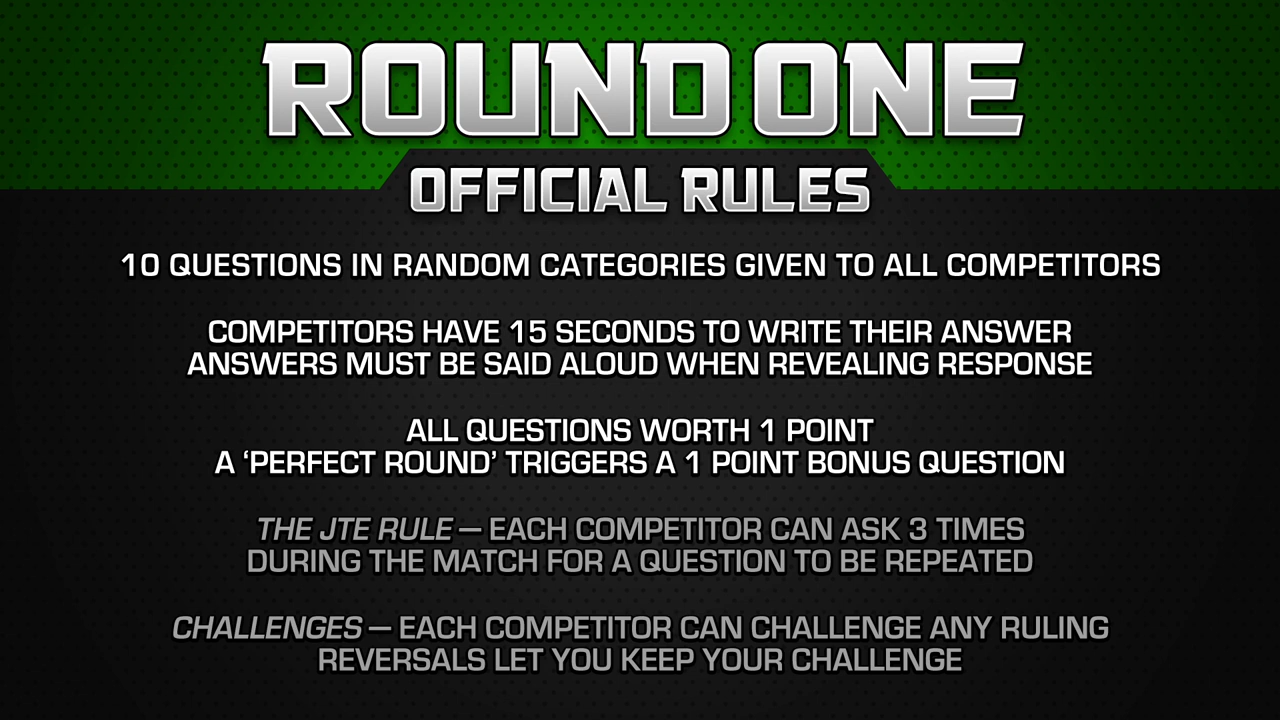 ROUND ONE
OFFICIAL RULES
10 QUESTIONS IN RANDOM CATEGORIES GIVEN TO ALL COMPETITORS
COMPETITORS HAVE 15 SECONDS TO WRITE THEIR ANSWER
ANSWERS MUST BE SAID ALOUD WHEN REVEALING RESPONSE
ALL QUESTIONS WORTH 1 POINT
A ‘PERFECT ROUND’ TRIGGERS A 1 POINT BONUS QUESTION
THE JTE RULE – EACH COMPETITOR CAN ASK 3 TIMES
DURING THE MATCH FOR A QUESTION TO BE REPEATED
CHALLENGES – EACH COMPETITOR CAN CHALLENGE ANY RULING
REVERSALS LET YOU KEEP YOUR CHALLENGE